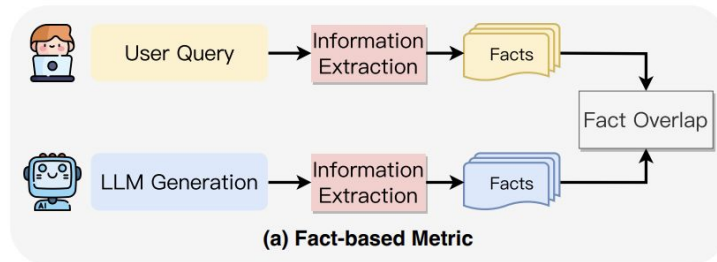 User Query
Information
Extraction
Facts
Fact Overlap
LLM Generation
Information
Extraction
Facts
AI
(a) Fact-based Metric